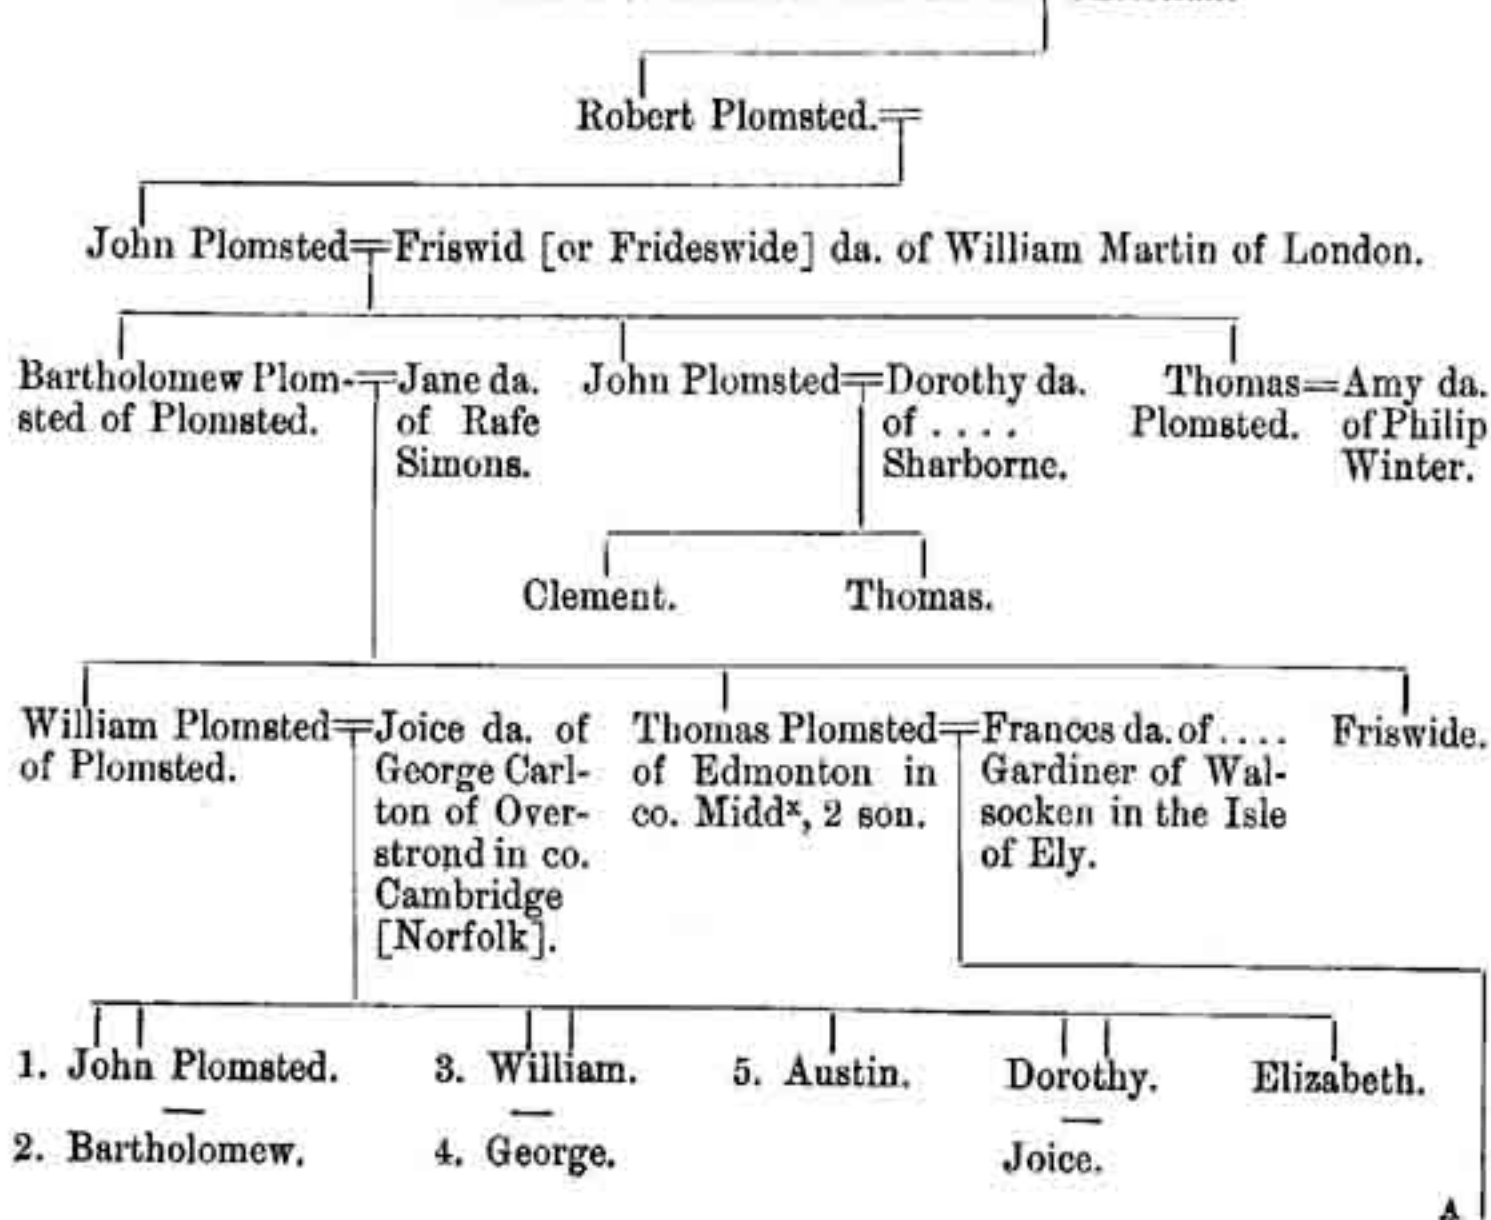 Robert Plomsted.
John Plomsted=Friswid [or Frideswide] da. of William Martin of London.
Bartholomew Plom-
sted of Plomsted.
Jane da.
of Rafe
Simons.
John Plomsted
Dorothy da.
of ....
Sharborne.
Thomas
Plomsted.
Amy da.
of Philip
Winter.
Clement.
Thomas.
William Plomsted
of Plomsted.
Joice da. of
George Carl-
ton of Over-
strond in co.
Cambridge
[Norfolk].
Thomas Plomsted
of Edmonton in
co. Middˣ, 2 son.
Frances da. of ....
Gardiner of Wal-
socken in the Isle
of Ely.
Friswide.
1. John Plomsted.
2. Bartholomew.
3. William.
4. George.
5. Austin.
Dorothy.
Joice.
Elizabeth.
A